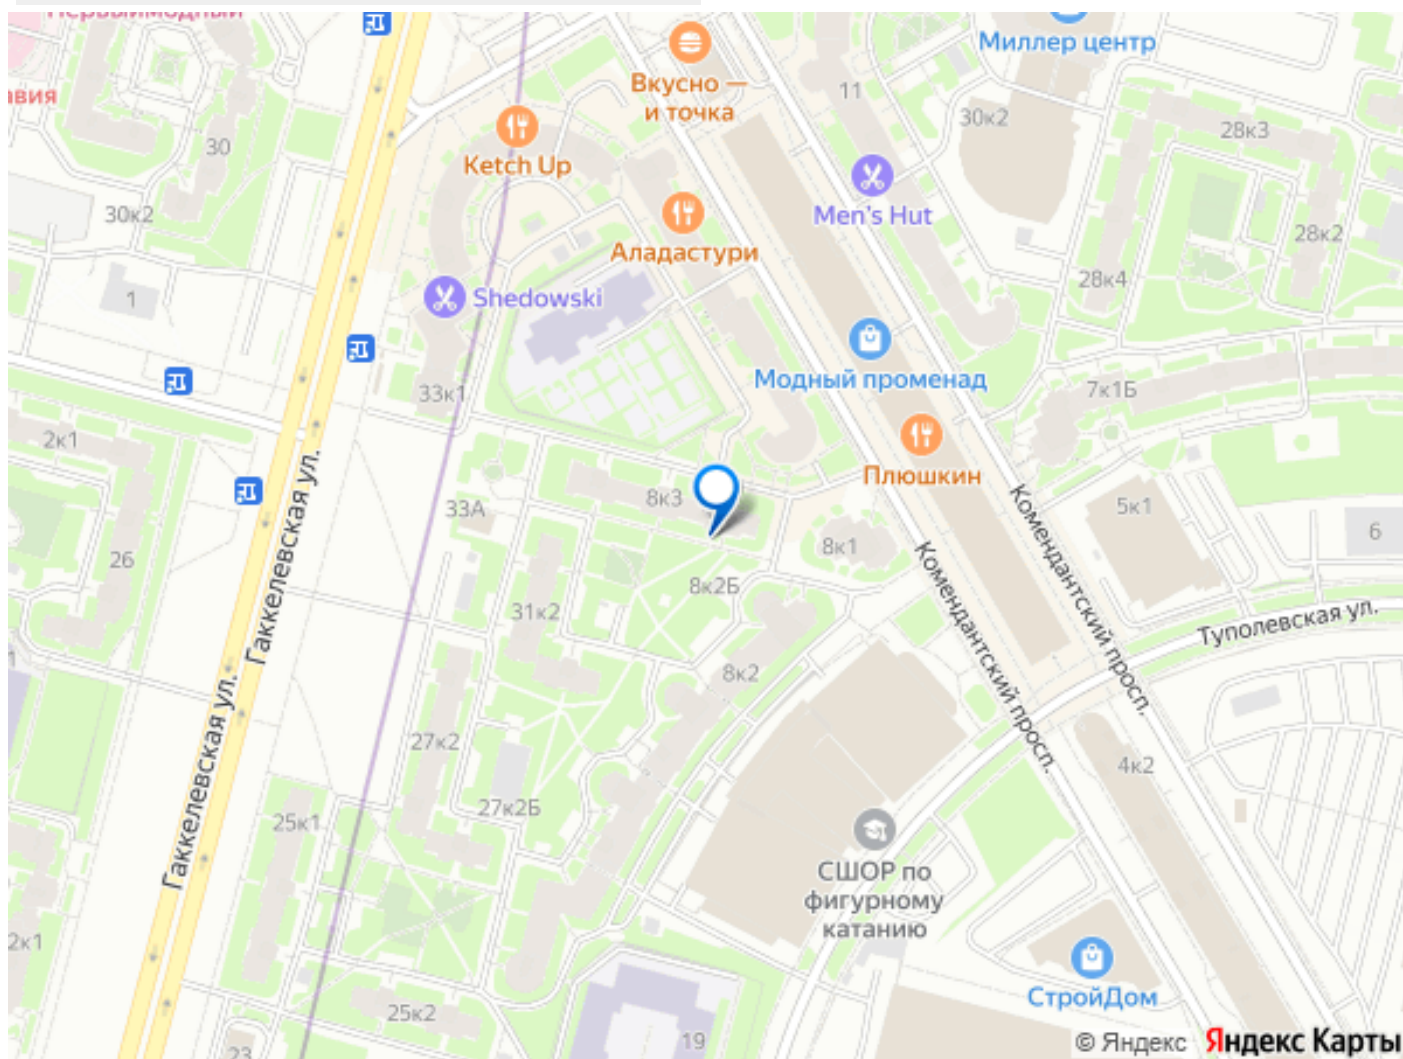 Первыймодный
авия
30
30к2
1
Ketch Up
Вкусно —
и точка
11
Миллер центр
30к2
28к3
28к2
28к4
Men's Hut
Аладастури
Shedowski
33к1
Модный променад
7к1Б
2к1
Плюшкин
5к1
6
8к3
33А
8к1
26
8к2Б
31к2
8к2
Гаккелевская ул.
Гаккелевская ул.
Комендантский просп.
Комендантский просп.
Туполевская ул.
27к2
4к2
27к2Б
25к1
СШОР по
фигурному
катанию
2к1
СтройДом
25к2
19
23
© Яндекс Яндекс Карты